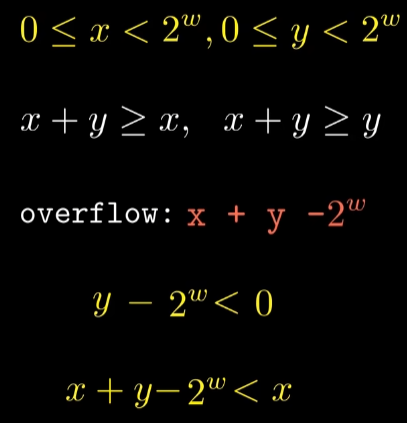 0 ≤ x < 2^w, 0 ≤ y < 2^w
x + y ≥ x, x + y ≥ y
overflow: x + y -2^w
y − 2^w < 0
x + y − 2^w < x